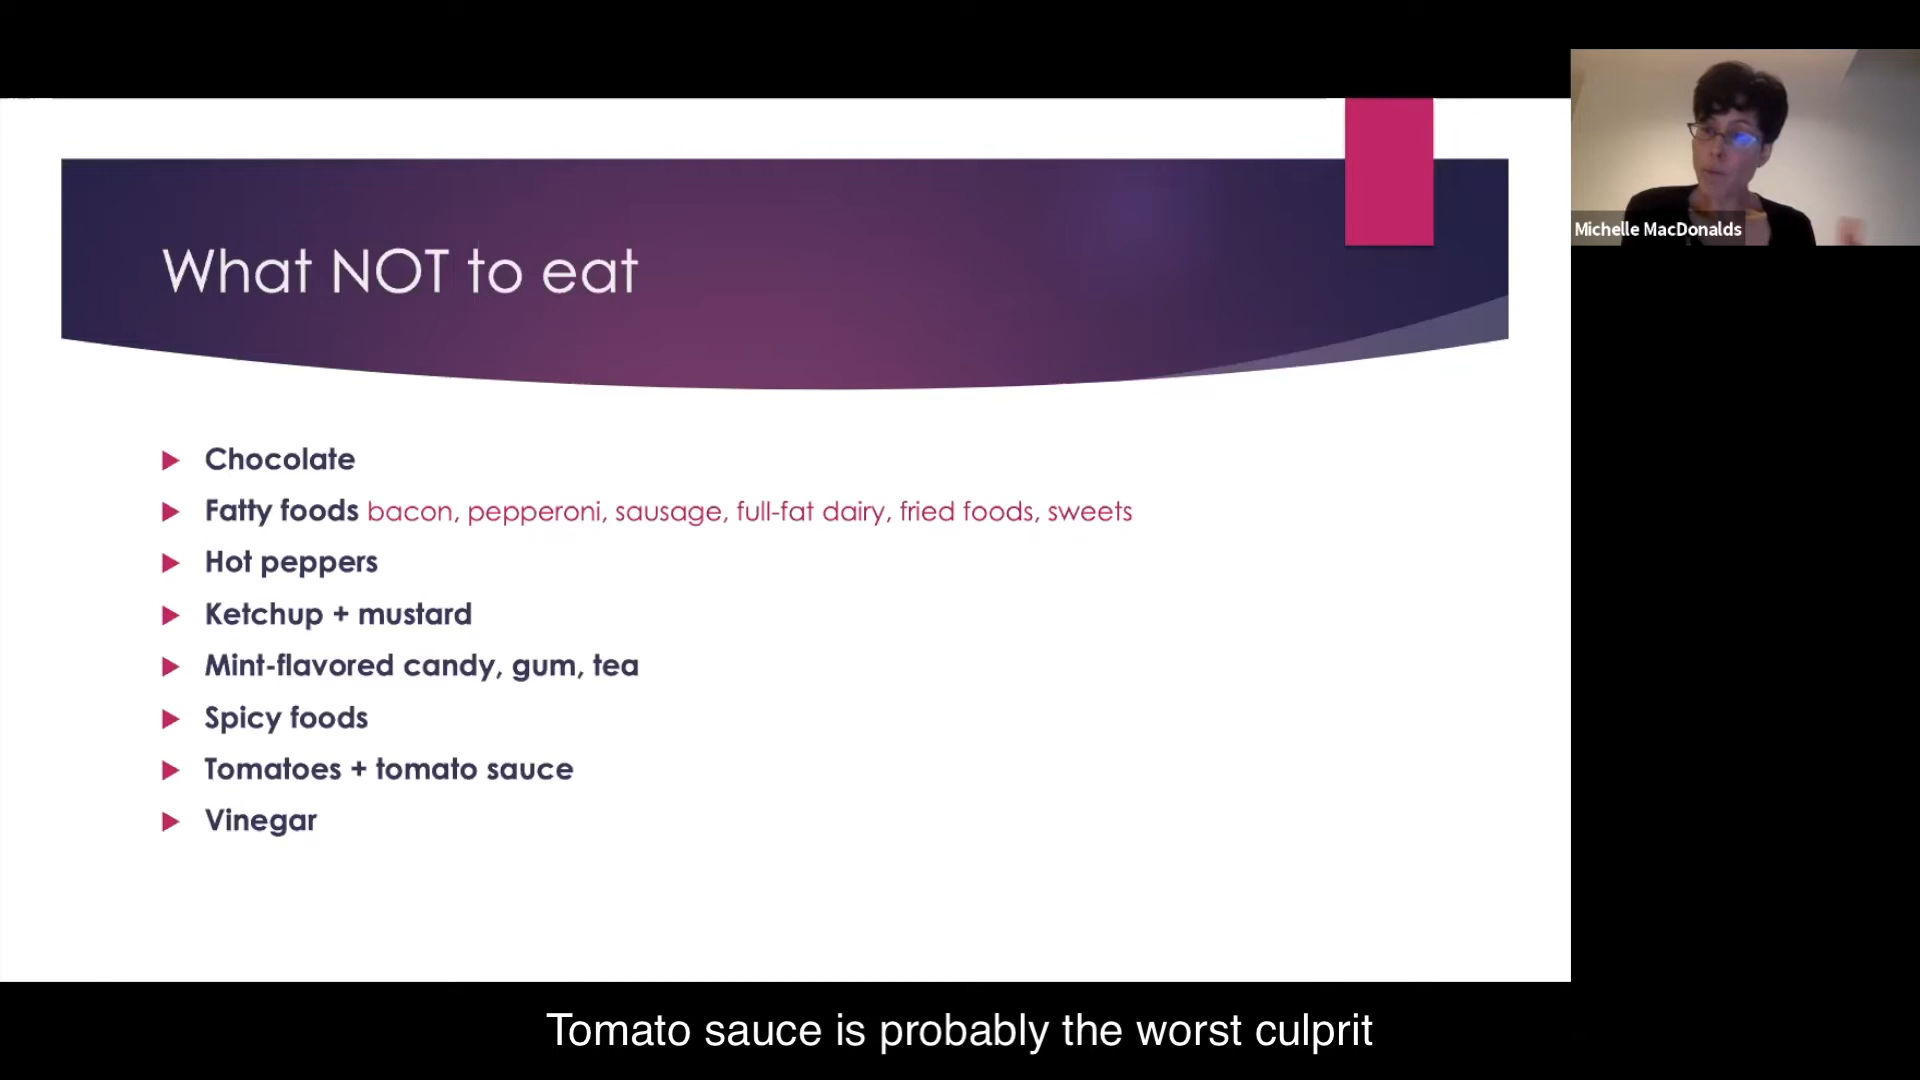 Michelle MacDonalds
What NOT to eat
Chocolate
Fatty foods bacon, pepperoni, sausage, full-fat dairy, fried foods, sweets
Hot peppers
Ketchup + mustard
Mint-flavored candy, gum, tea
Spicy foods
Tomatoes + tomato sauce
Vinegar
Tomato sauce is probably the worst culprit